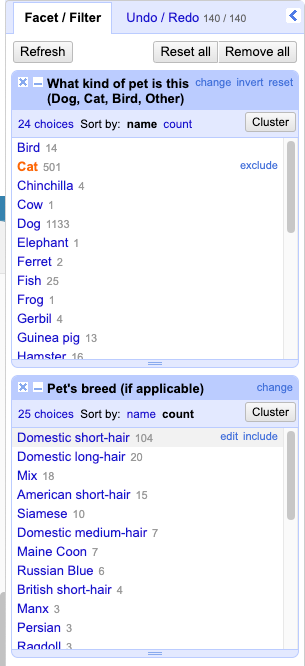 Facet / Filter Undo / Redo 140 / 140
Refresh Reset all Remove all
What kind of pet is this (Dog, Cat, Bird, Other) change invert reset
24 choices Sort by: name count Cluster
Bird 14
Cat 501 exclude
Chinchilla 4
Cow 1
Dog 1133
Elephant 1
Ferret 2
Fish 25
Frog 1
Gerbil 4
Guinea pig 13
Hamster 16
Pet's breed (if applicable) change
25 choices Sort by: name count Cluster
Domestic short-hair 104 edit include
Domestic long-hair 20
Mix 18
American short-hair 15
Siamese 10
Domestic medium-hair 7
Maine Coon 7
Russian Blue 6
British short-hair 4
Manx 3
Persian 3
Ragdoll 3